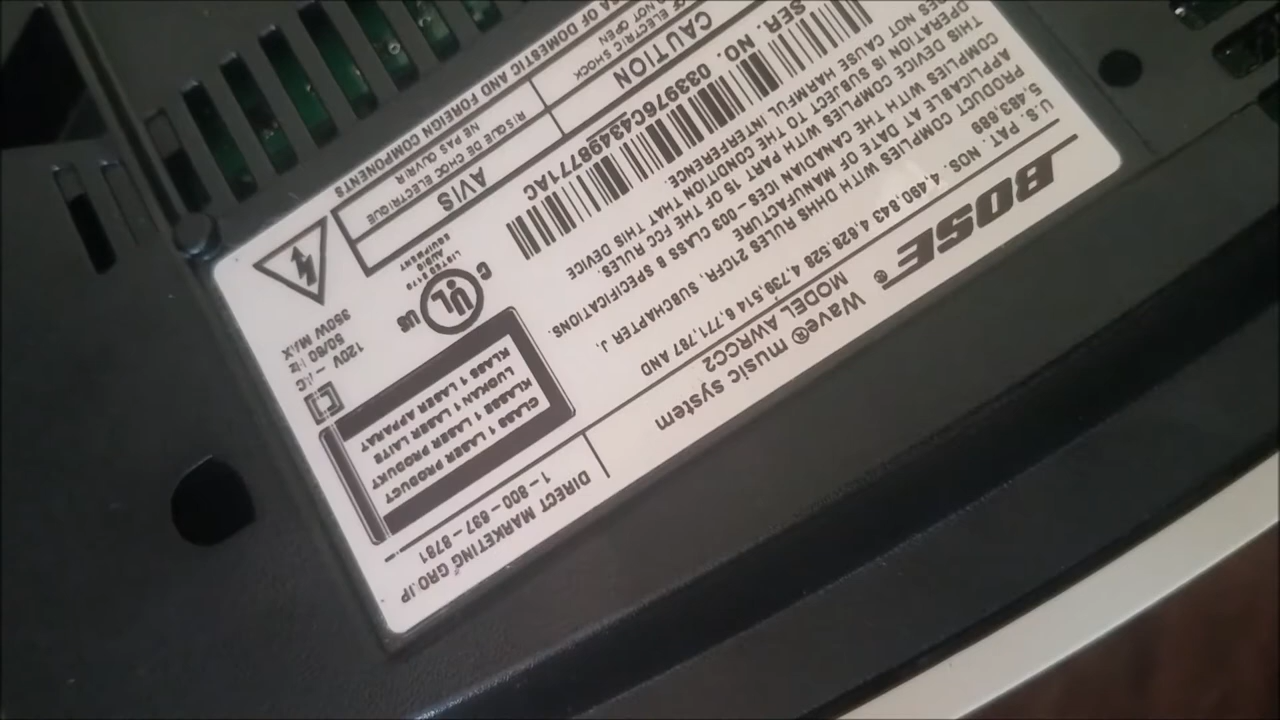 BOSE®
Wave® music system
MODEL AWRCC2
DIRECT MARKETING GROUP
1-800-897-8781
U.S. PAT. NOS. 4,490,843 4,628,528 4,739,514 6,771,787 AND
5,483,689
PRODUCT COMPLIES WITH DHHS RULES 21CFR, SUBCHAPTER J,
APPLICABLE AT DATE OF MANUFACTURE
COMPLIES WITH THE CANADIAN ICES-003 CLASS B SPECIFICATIONS.
THIS DEVICE COMPLIES WITH PART 15 OF THE FCC RULES.
OPERATION IS SUBJECT TO THE CONDITION THAT THIS DEVICE
DOES NOT CAUSE HARMFUL INTERFERENCE.
CLASS 1 LASER PRODUCT
KLASSE 1 LASER PRODUKT
LUOKAN 1 LASER LAITE
KLASS 1 LASER APPARAT
SER. NO. 033976C43498771AC
C UL US
LISTED
AUDIO
EQUIPMENT
120V ~ AC
50/60 Hz
350W MAX
CAUTION
OF ELECTRIC SHOCK
DO NOT OPEN
AVIS
RISQUE DE CHOC ELECTRIQUE
NE PAS OUVRIR
OF DOMESTIC AND FOREIGN COMPONENTS